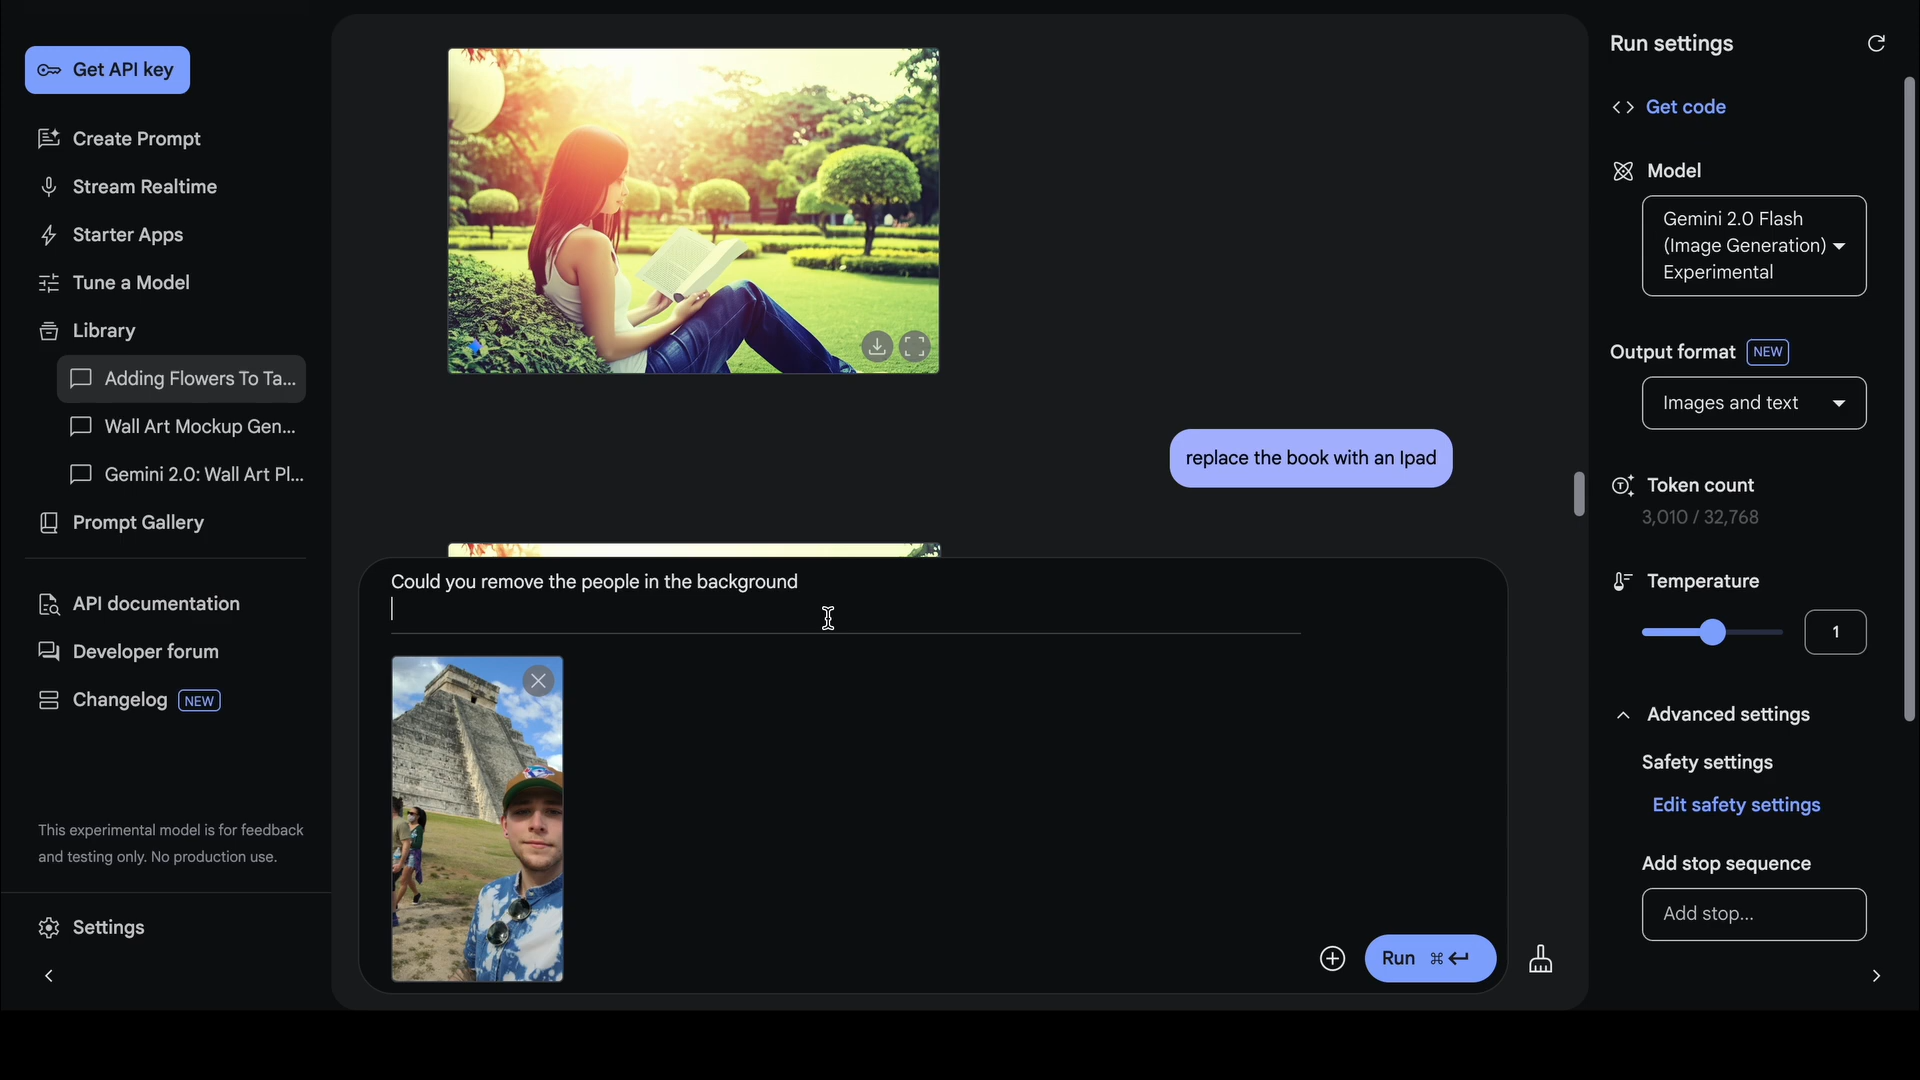 Get API key
Create Prompt
Stream Realtime
Starter Apps
Tune a Model
Library
Adding Flowers To Ta...
Wall Art Mockup Gen...
Gemini 2.0: Wall Art Pl...
Prompt Gallery
API documentation
Developer forum
Changelog NEW
This experimental model is for feedback
and testing only. No production use.
Settings
replace the book with an Ipad
Could you remove the people in the background
Run ⌘ ↵
Run settings
Get code
Model
Gemini 2.0 Flash
(Image Generation)
Experimental
Output format NEW
Images and text
Token count
3,010 / 32,768
Temperature
1
Advanced settings
Safety settings
Edit safety settings
Add stop sequence
Add stop...